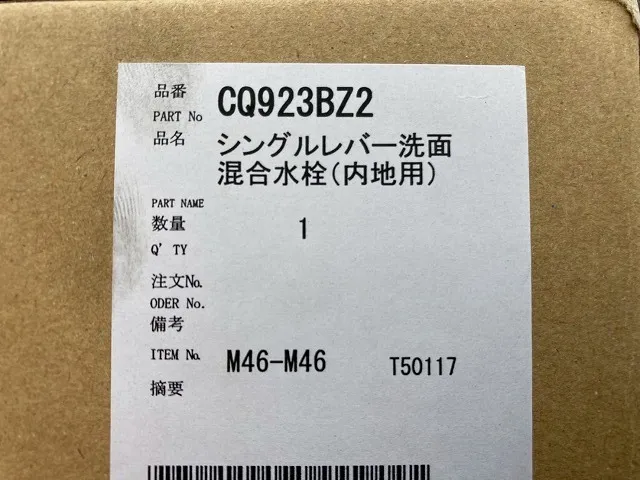 品番 CQ923BZ2
PART No
品名 シングルレバー洗面
混合水栓(内地用)
PART NAME
数量 1
Q'TY
注文No.
ODER No.
備考
ITEM No. M46-M46 T50117
摘要